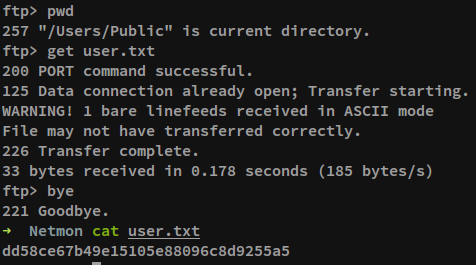 ftp> pwd
257 "/Users/Public" is current directory.
ftp> get user.txt
200 PORT command successful.
125 Data connection already open; Transfer starting.
WARNING! 1 bare linefeeds received in ASCII mode
File may not have transferred correctly.
226 Transfer complete.
33 bytes received in 0.178 seconds (185 bytes/s)
ftp> bye
221 Goodbye.
➜ Netmon cat user.txt
dd58ce67b49e15105e88096c8d9255a5